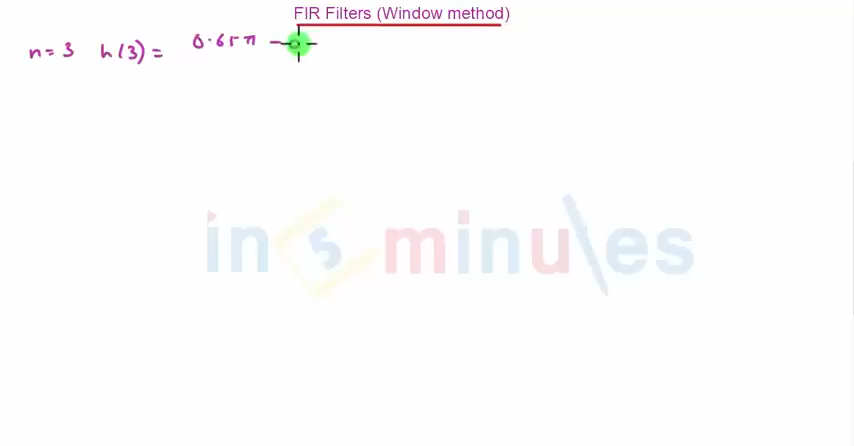 FIR Filters (Window method)
n=3 h(3) = 0.65π -
in 5 minutes